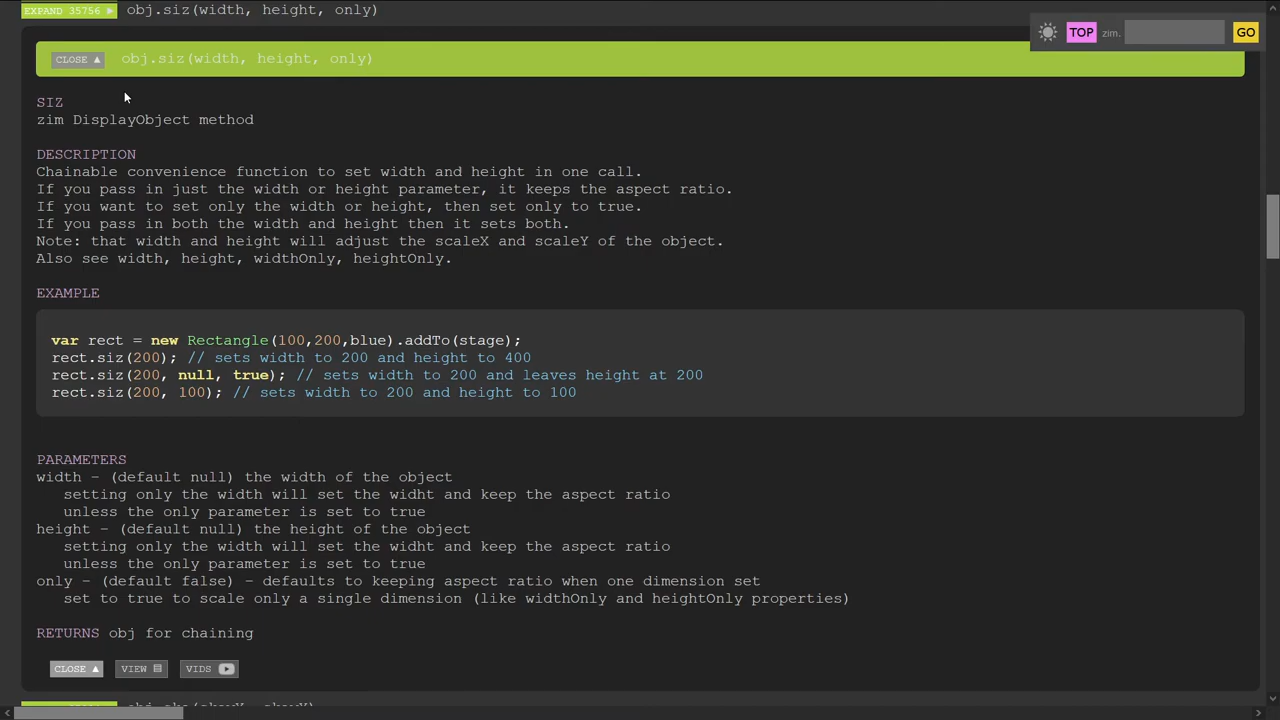 EXPAND 35756 ▶ obj.siz(width, height, only)
TOP zim. GO
CLOSE ▲ obj.siz(width, height, only)
SIZ
zim DisplayObject method
DESCRIPTION
Chainable convenience function to set width and height in one call.
If you pass in just the width or height parameter, it keeps the aspect ratio.
If you want to set only the width or height, then set only to true.
If you pass in both the width and height then it sets both.
Note: that width and height will adjust the scaleX and scaleY of the object.
Also see width, height, widthOnly, heightOnly.
EXAMPLE
var rect = new Rectangle(100,200,blue).addTo(stage);
rect.siz(200); // sets width to 200 and height to 400
rect.siz(200, null, true); // sets width to 200 and leaves height at 200
rect.siz(200, 100); // sets width to 200 and height to 100
PARAMETERS
width - (default null) the width of the object
setting only the width will set the widht and keep the aspect ratio
unless the only parameter is set to true
height - (default null) the height of the object
setting only the width will set the widht and keep the aspect ratio
unless the only parameter is set to true
only - (default false) - defaults to keeping aspect ratio when one dimension set
set to true to scale only a single dimension (like widthOnly and heightOnly properties)
RETURNS obj for chaining
CLOSE ▲ VIEW VIDS